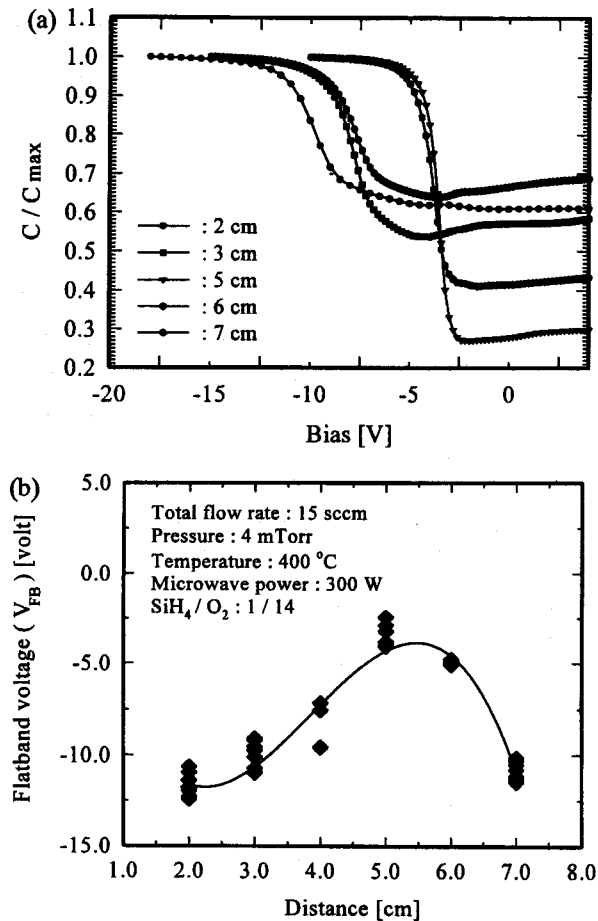 (a)
1.1
1.0
0.9
0.8
0.7
0.6
0.5
0.4
0.3
0.2
C / C max
: 2 cm
: 3 cm
: 5 cm
: 6 cm
: 7 cm
-20 -15 -10 -5 0
Bias [V]
(b)
5.0
0.0
-5.0
-10.0
-15.0
Flatband voltage ( V_FB ) [volt]
Total flow rate : 15 sccm
Pressure : 4 mTorr
Temperature : 400 °C
Microwave power : 300 W
SiH₄ / O₂ : 1 / 14
1.0 2.0 3.0 4.0 5.0 6.0 7.0 8.0
Distance [cm]